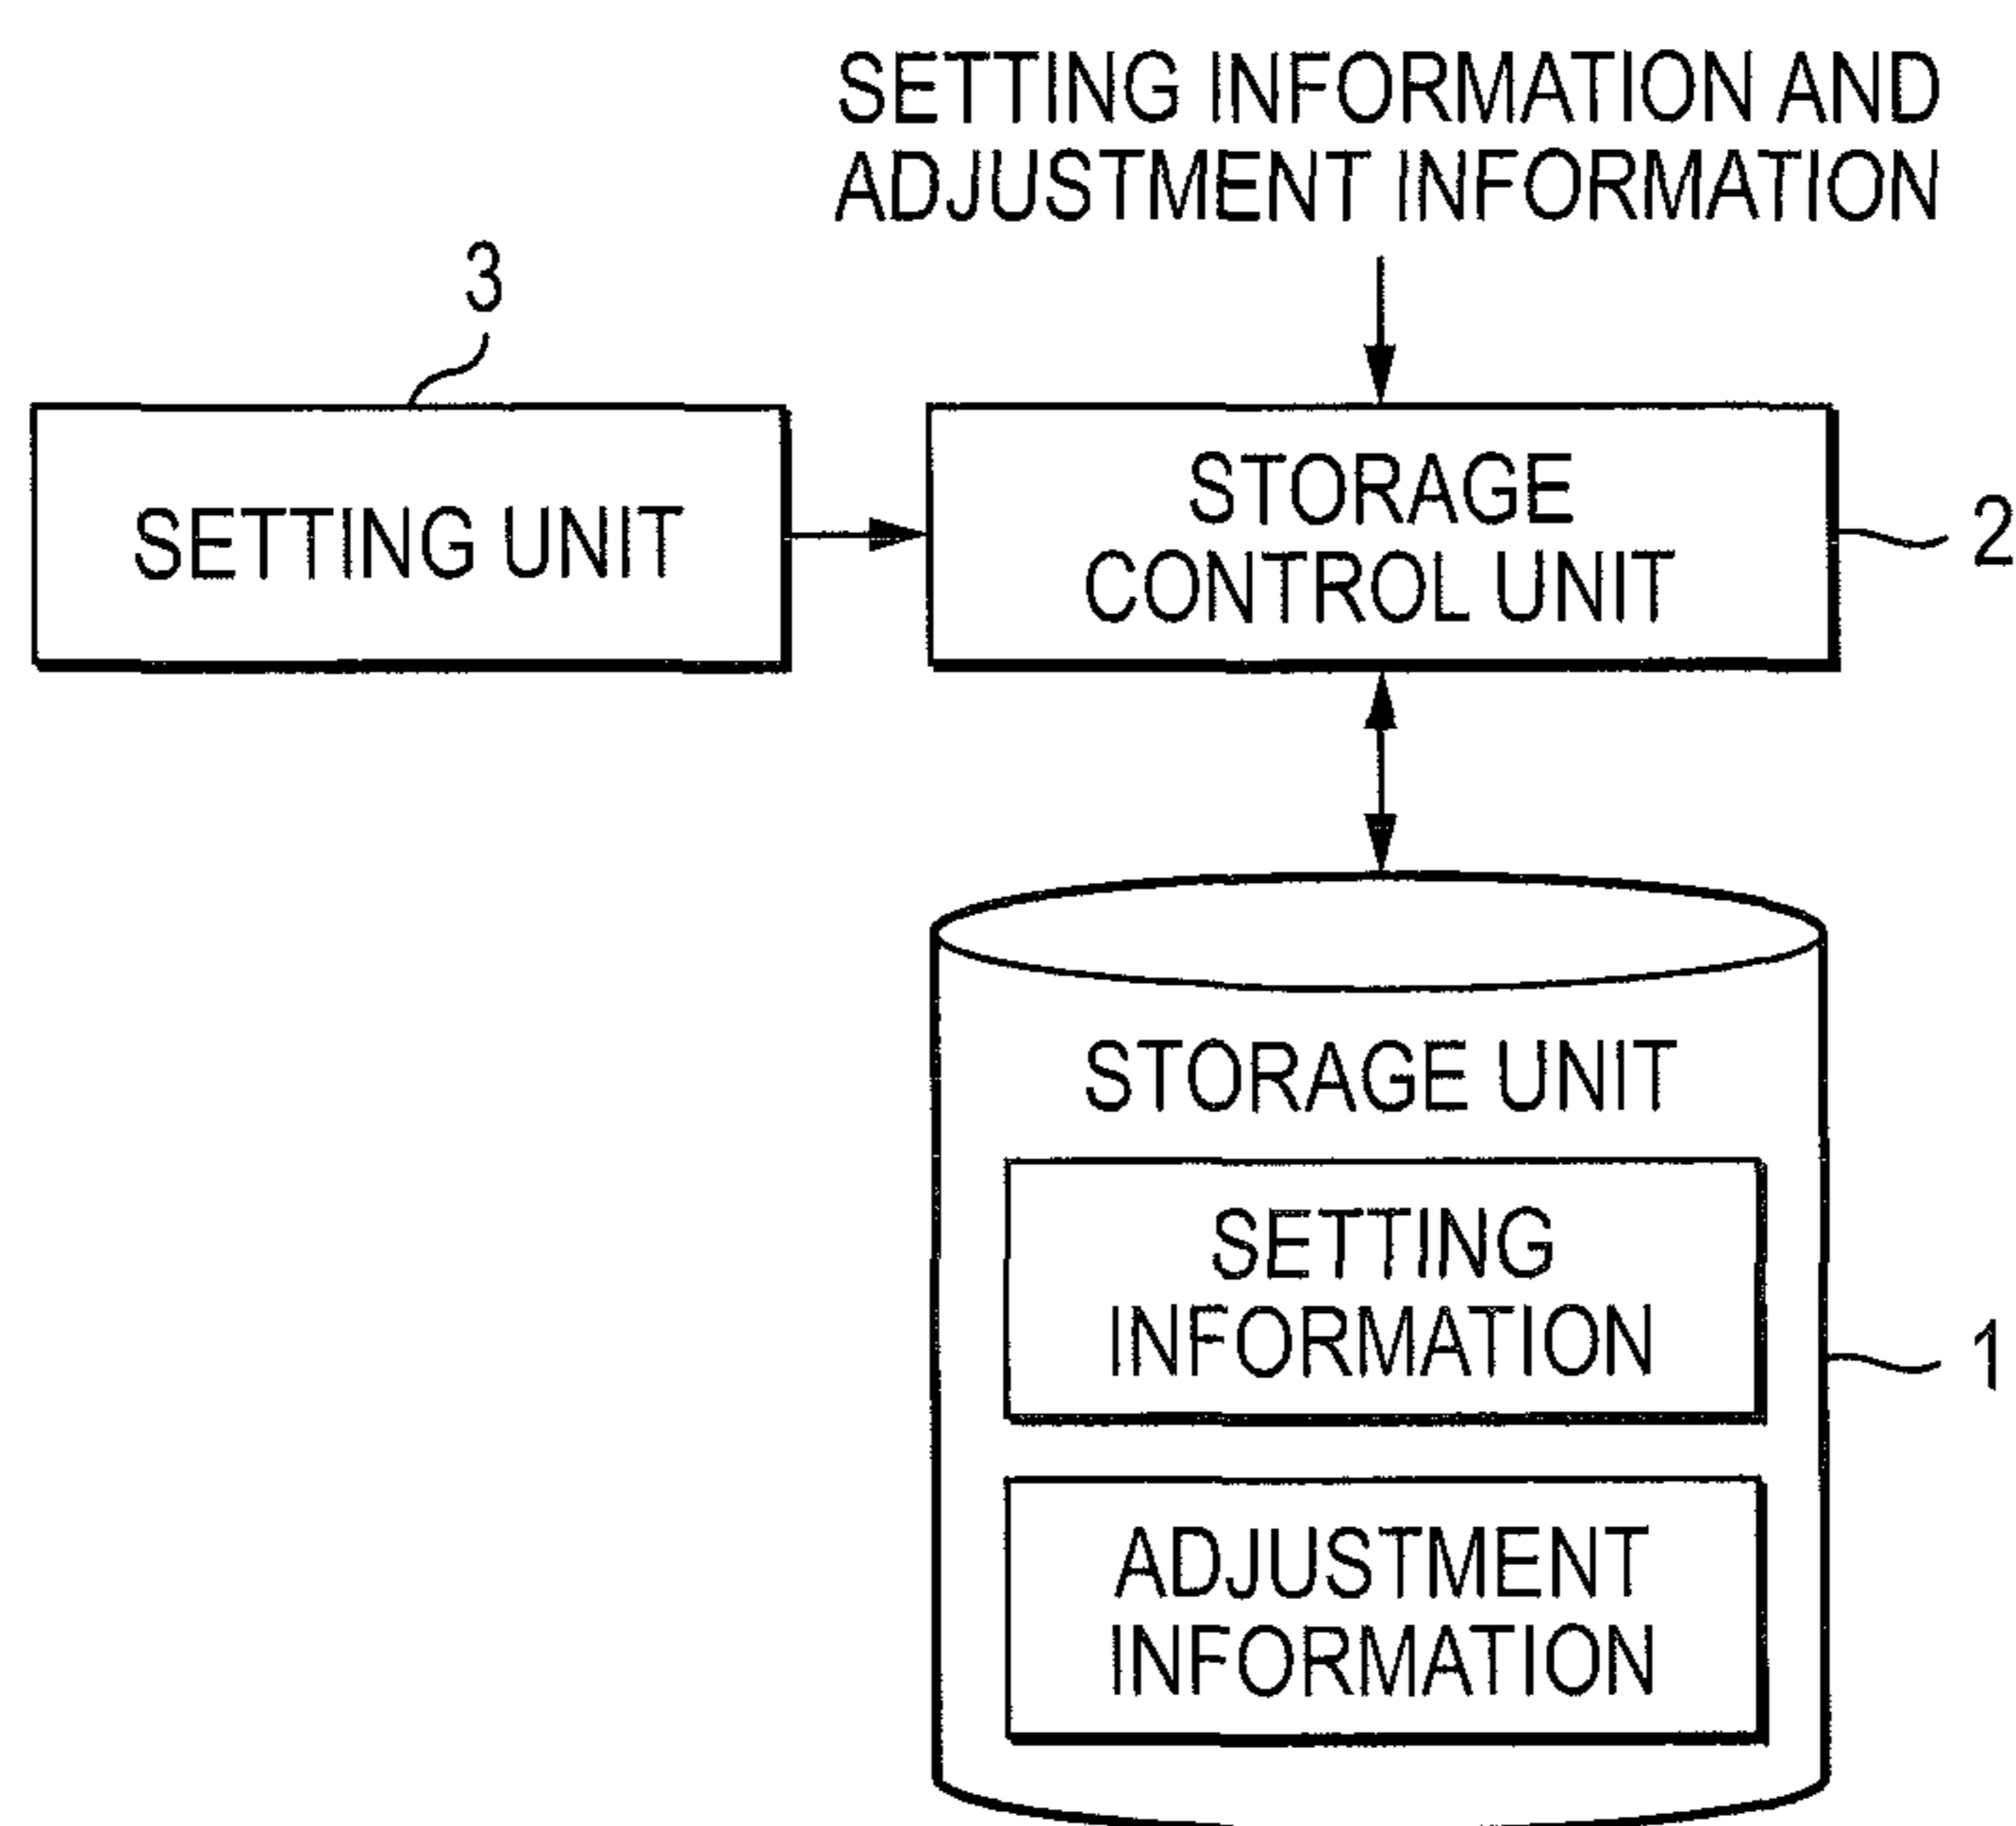 SETTING INFORMATION AND
ADJUSTMENT INFORMATION
3
SETTING UNIT
STORAGE
CONTROL UNIT
2
STORAGE UNIT
SETTING
INFORMATION
1
ADJUSTMENT
INFORMATION